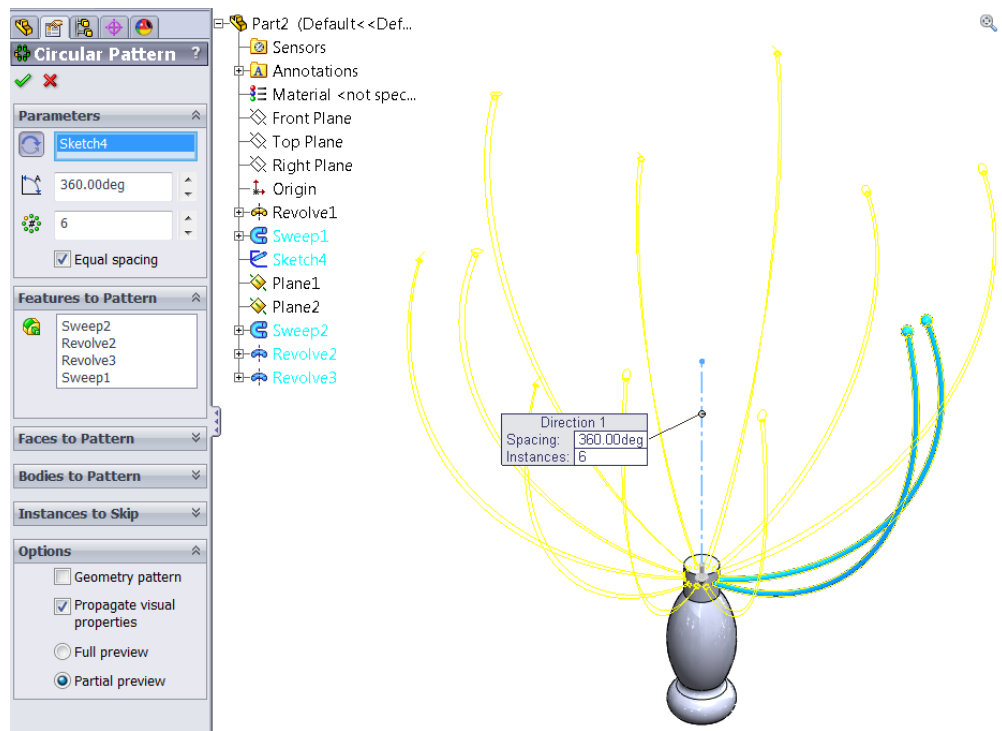 Circular Pattern ?
Parameters
Sketch4
360.00deg
6
Equal spacing
Features to Pattern
Sweep2
Revolve2
Revolve3
Sweep1
Faces to Pattern
Bodies to Pattern
Instances to Skip
Options
Geometry pattern
Propagate visual
properties
Full preview
Partial preview
Part2 (Default<<Def...
Sensors
A Annotations
Material <not spec...
Front Plane
Top Plane
Right Plane
Origin
Revolve1
Sweep1
Sketch4
Plane1
Plane2
Sweep2
Revolve2
Revolve3
Direction 1
Spacing: 360.00deg
Instances: 6